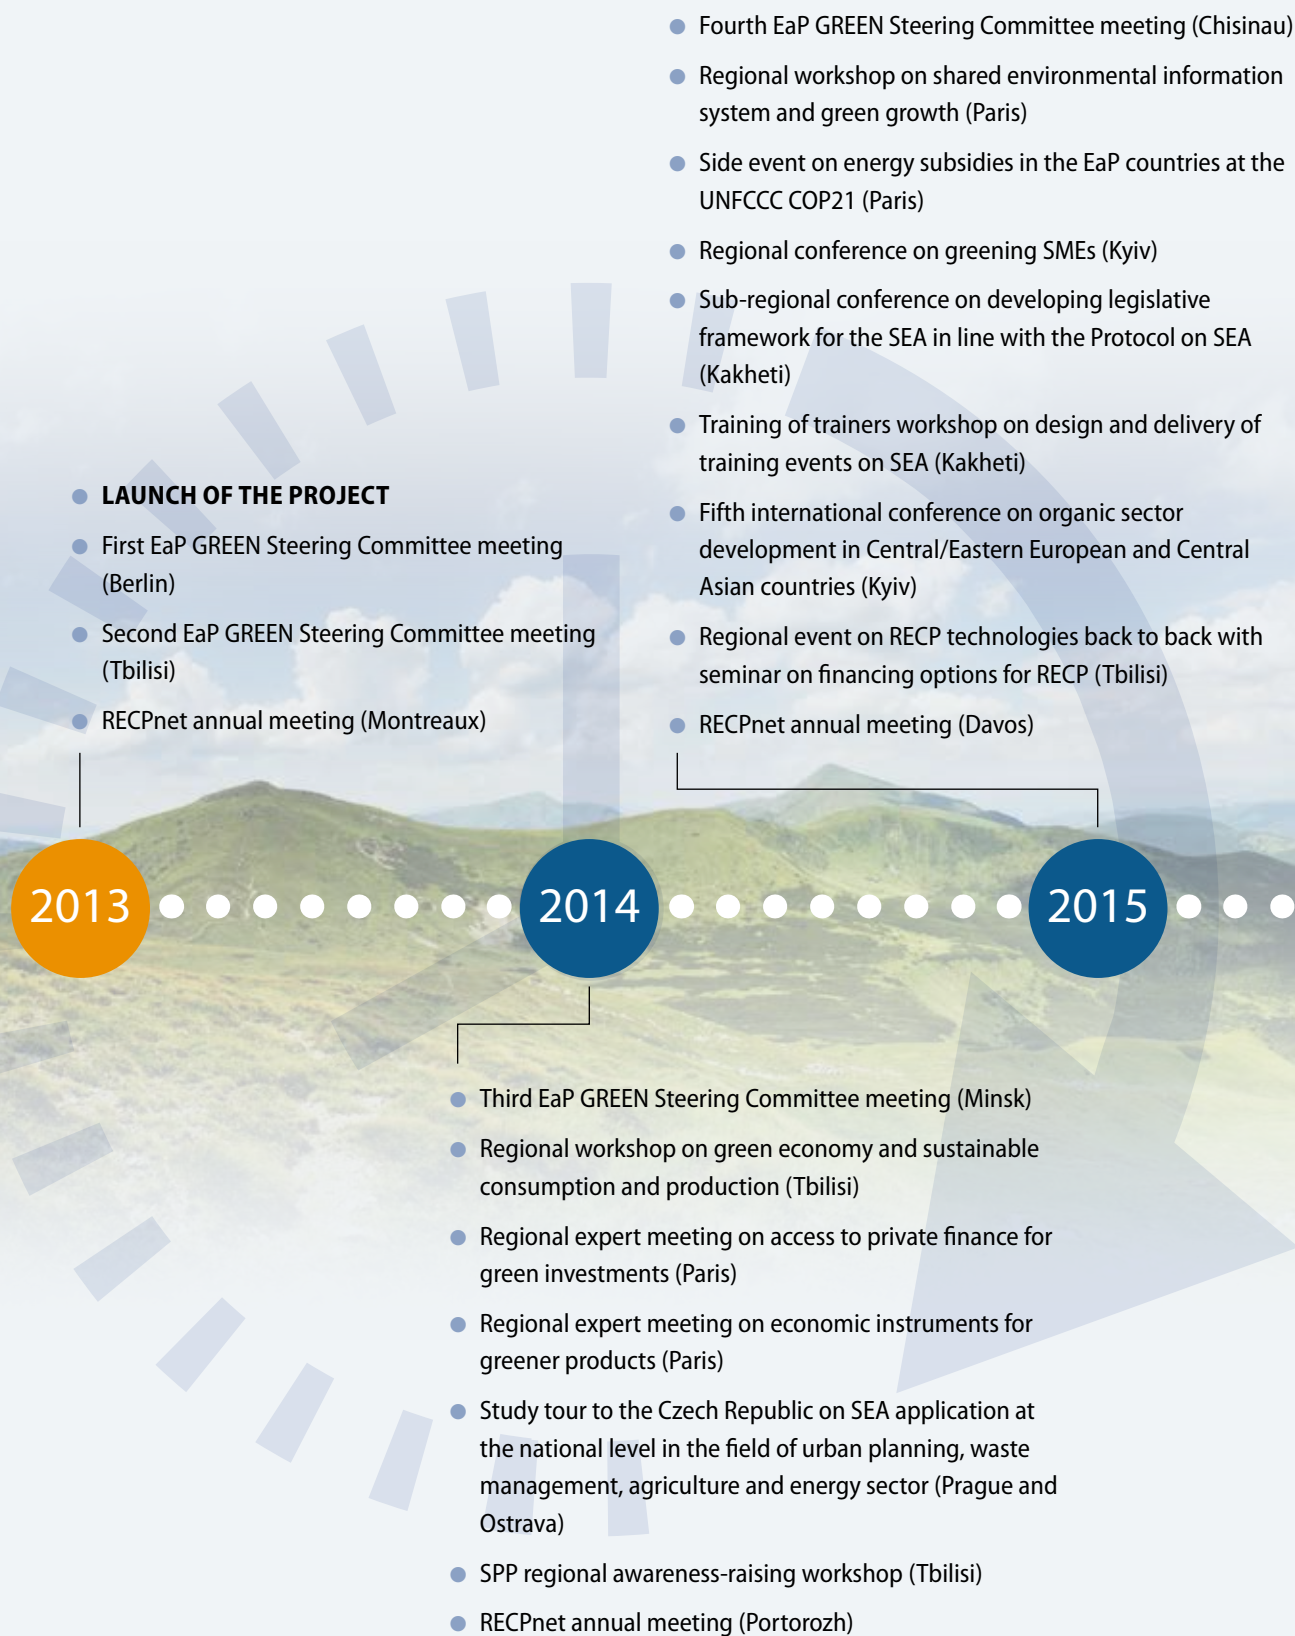 Fourth EaP GREEN Steering Committee meeting (Chisinau)
Regional workshop on shared environmental information
system and green growth (Paris)
Side event on energy subsidies in the EaP countries at the
UNFCCC COP21 (Paris)
Regional conference on greening SMEs (Kyiv)
Sub-regional conference on developing legislative
framework for the SEA in line with the Protocol on SEA
(Kakheti)
Training of trainers workshop on design and delivery of
training events on SEA (Kakheti)
Fifth international conference on organic sector
development in Central/Eastern European and Central
Asian countries (Kyiv)
Regional event on RECP technologies back to back with
seminar on financing options for RECP (Tbilisi)
RECPnet annual meeting (Davos)
LAUNCH OF THE PROJECT
First EaP GREEN Steering Committee meeting
(Berlin)
Second EaP GREEN Steering Committee meeting
(Tbilisi)
RECPnet annual meeting (Montreaux)
2013
2014
2015
Third EaP GREEN Steering Committee meeting (Minsk)
Regional workshop on green economy and sustainable
consumption and production (Tbilisi)
Regional expert meeting on access to private finance for
green investments (Paris)
Regional expert meeting on economic instruments for
greener products (Paris)
Study tour to the Czech Republic on SEA application at
the national level in the field of urban planning, waste
management, agriculture and energy sector (Prague and
Ostrava)
SPP regional awareness-raising workshop (Tbilisi)
RECPnet annual meeting (Portorozh)